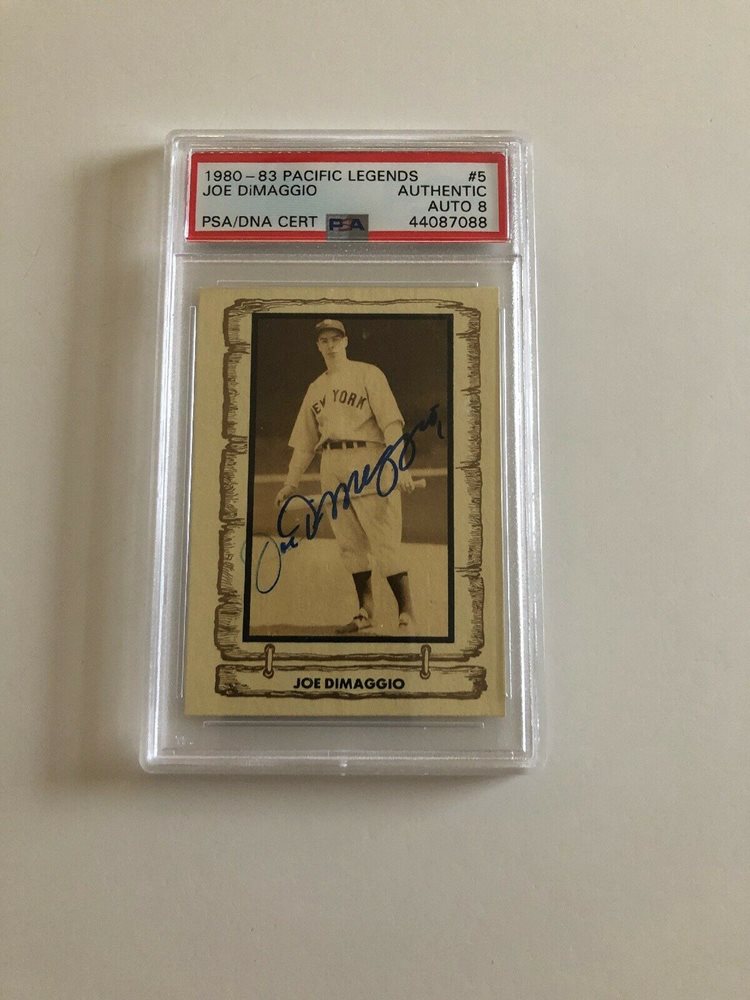 1980-83 PACIFIC LEGENDS #5
JOE DiMAGGIO AUTHENTIC
AUTO 8
PSA/DNA CERT PSA 44087088
NEW YORK
Joe DiMaggio
JOE DIMAGGIO